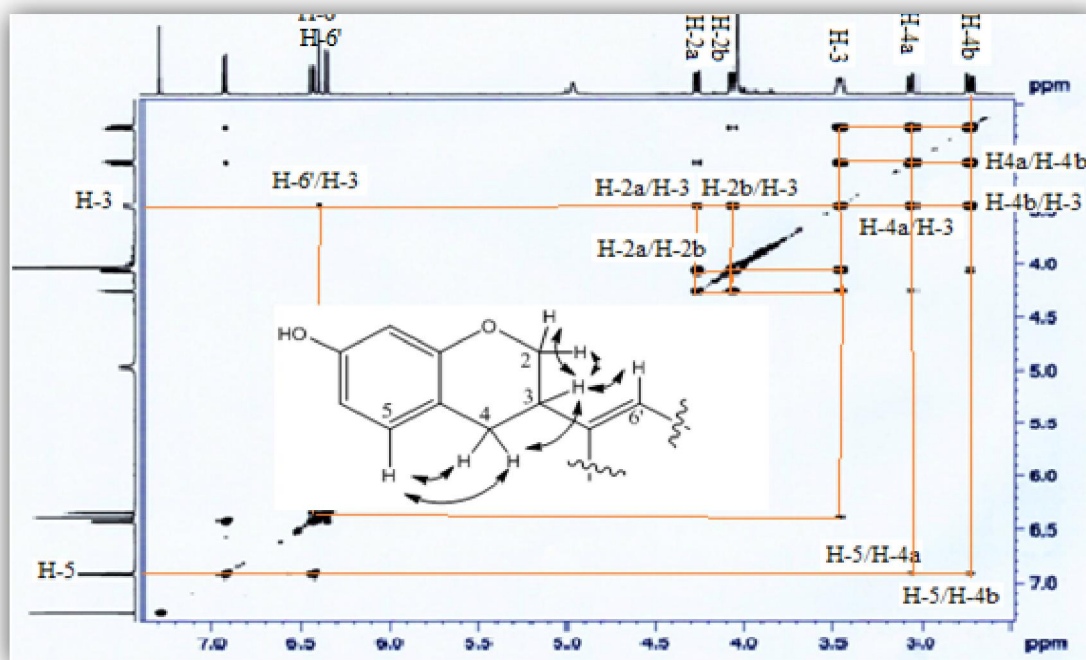 H-6'
H-2a
H-2b
H-3
H-4a
H-4b
ppm
H-6'/H-3
H-2a/H-3
H-2b/H-3
H4a/H-4b
H-3
H-4b/H-3
H-4a/H-3
H-2a/H-2b
4.0
H
4.5
HO
O
2
H
H
5.0
H
3
6'
5
4
5.5
H
H
H
6.0
6.5
H-5/H-4a
H-5
7.0
H-5/H-4b
7.0 6.5 6.0 5.5 5.0 4.5 4.0 3.5 3.0 ppm